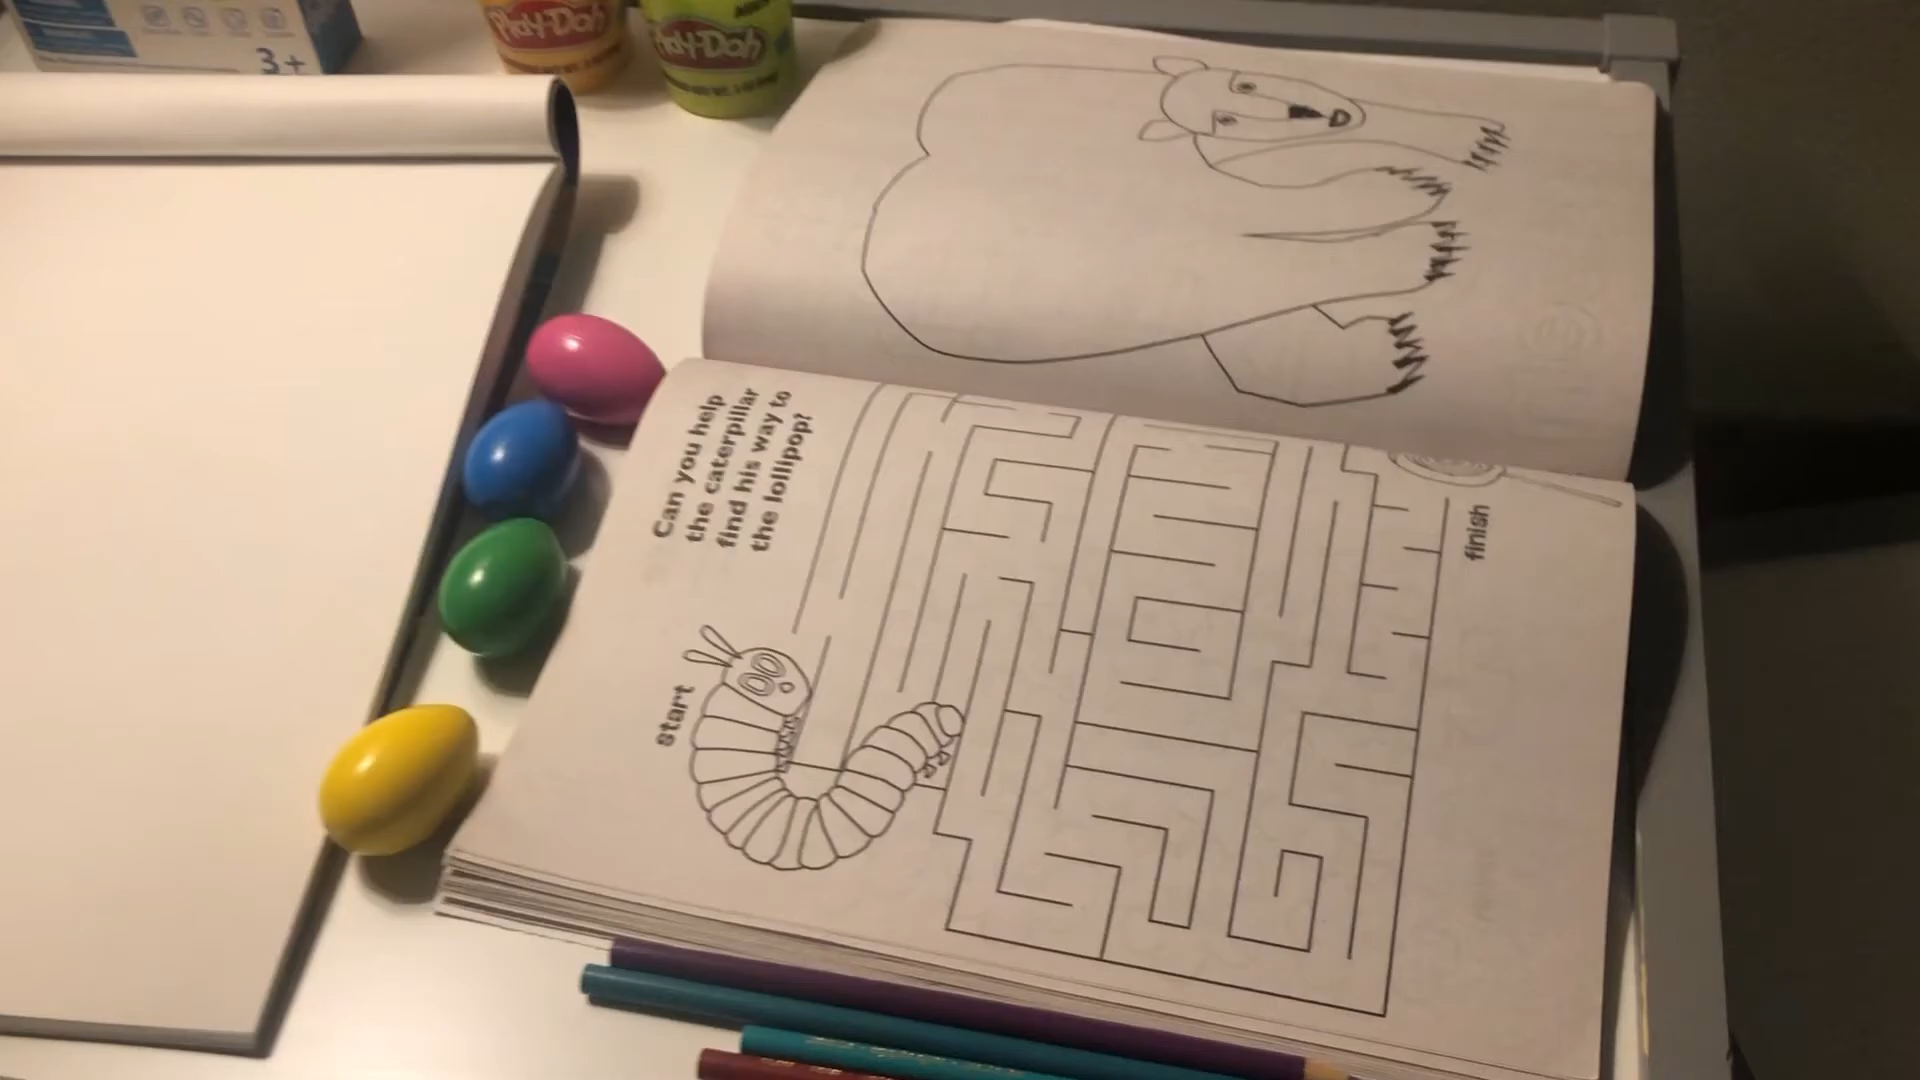 3+
Play-Doh
Play-Doh
Can you help
the caterpillar
find his way to
the lollipop?
start
finish